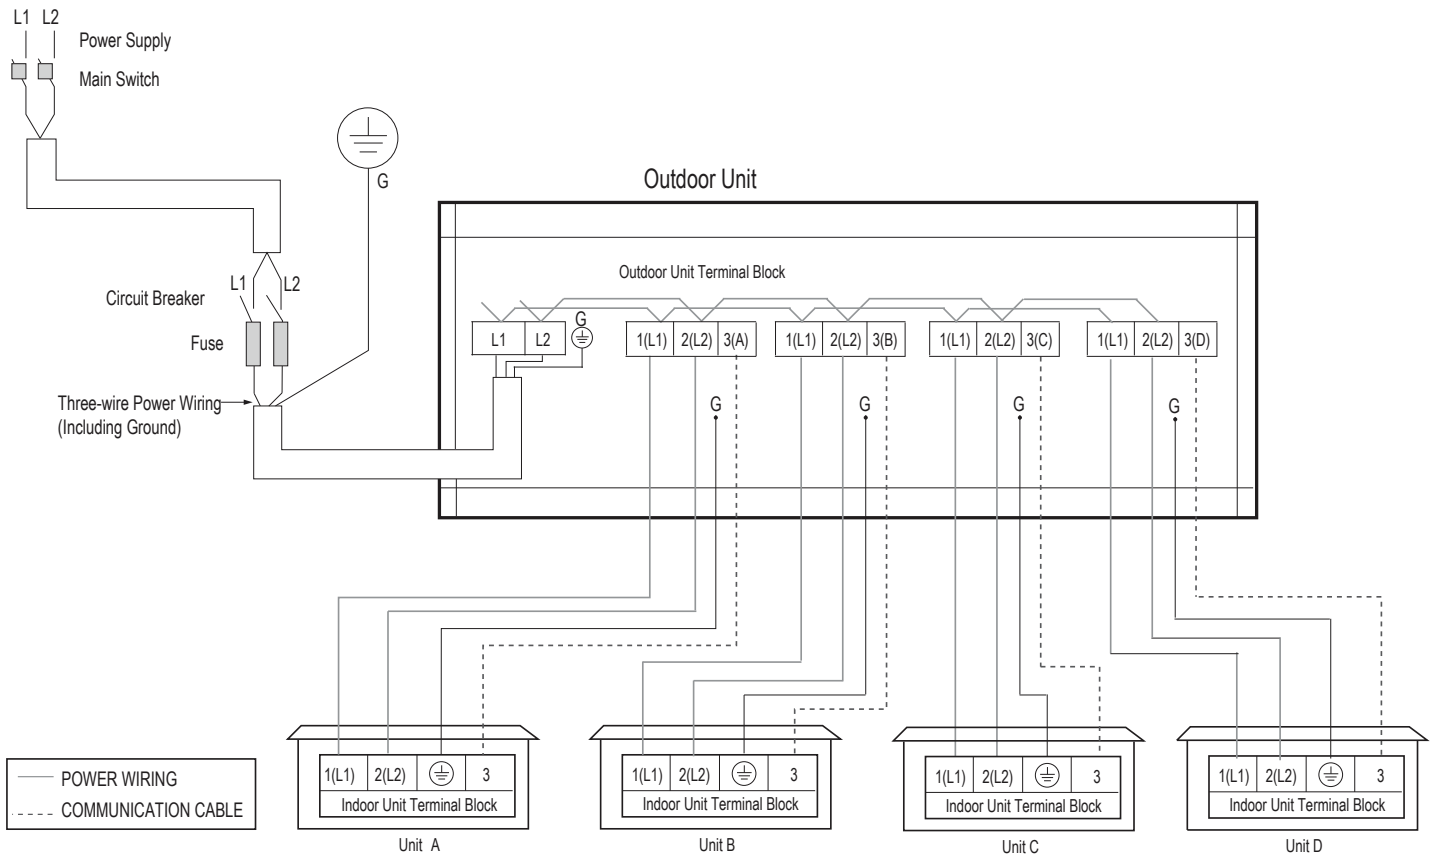 L1 L2
Power Supply
Main Switch
G
Outdoor Unit
Outdoor Unit Terminal Block
L1 L2
Circuit Breaker
Fuse
G
L1 L2
1(L1) 2(L2) 3(A)
1(L1) 2(L2) 3(B)
1(L1) 2(L2) 3(C)
1(L1) 2(L2) 3(D)
Three-wire Power Wiring
(Including Ground)
G G G G
1(L1) 2(L2) 3
Indoor Unit Terminal Block
Unit A
1(L1) 2(L2) 3
Indoor Unit Terminal Block
Unit B
1(L1) 2(L2) 3
Indoor Unit Terminal Block
Unit C
1(L1) 2(L2) 3
Indoor Unit Terminal Block
Unit D
POWER WIRING
COMMUNICATION CABLE